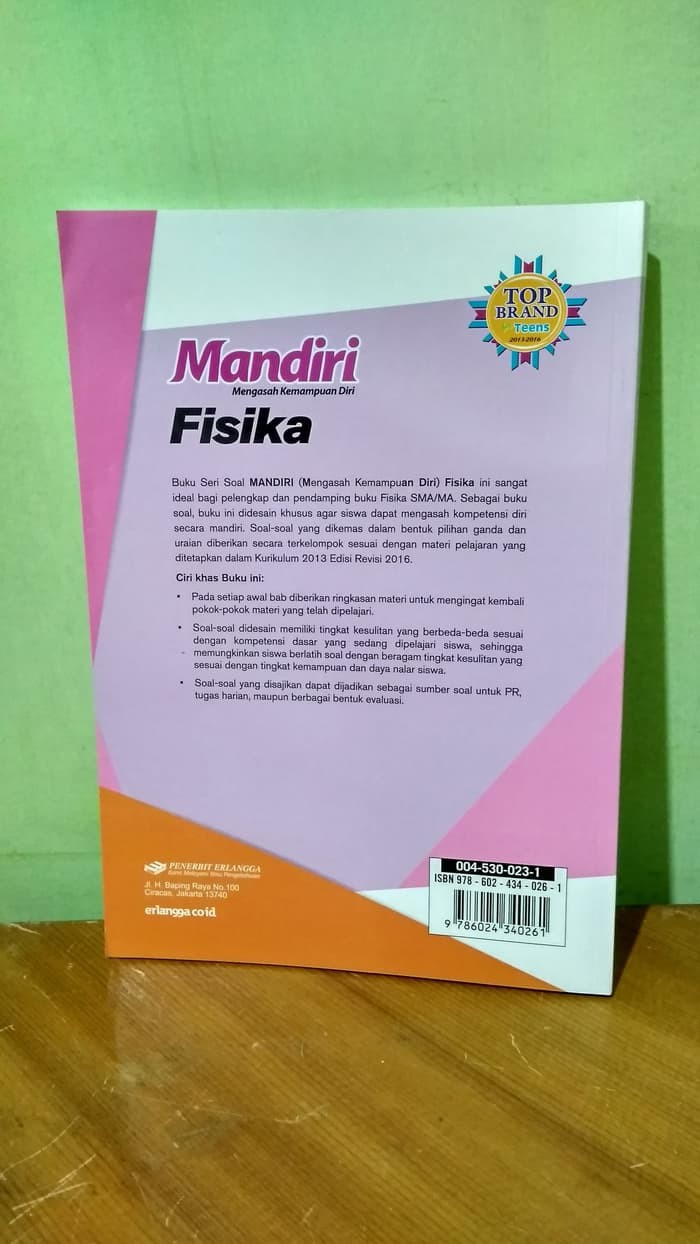 TOP
BRAND
for Teens
2013-2016
Mandiri
Mengasah Kemampuan Diri
Fisika
Buku Seri Soal MANDIRI (Mengasah Kemampuan Diri) Fisika ini sangat
ideal bagi pelengkap dan pendamping buku Fisika SMA/MA. Sebagai buku
soal, buku ini didesain khusus agar siswa dapat mengasah kompetensi diri
secara mandiri. Soal-soal yang dikemas dalam bentuk pilihan ganda dan
uraian diberikan secara terkelompok sesuai dengan materi pelajaran yang
ditetapkan dalam Kurikulum 2013 Edisi Revisi 2016.
Ciri khas Buku ini:
• Pada setiap awal bab diberikan ringkasan materi untuk mengingat kembali
pokok-pokok materi yang telah dipelajari.
• Soal-soal didesain memiliki tingkat kesulitan yang berbeda-beda sesuai
dengan kompetensi dasar yang sedang dipelajari siswa, sehingga
memungkinkan siswa berlatih soal dengan beragam tingkat kesulitan yang
sesuai dengan tingkat kemampuan dan daya nalar siswa.
• Soal-soal yang disajikan dapat dijadikan sebagai sumber soal untuk PR,
tugas harian, maupun berbagai bentuk evaluasi.
PENERBIT ERLANGGA
Kami Melayani Ilmu Pengetahuan
Jl. H. Baping Raya No.100
Ciracas, Jakarta 13740
erlangga.co.id
004-530-023-1
ISBN 978 - 602 - 434 - 026 - 1
9 786024 340261